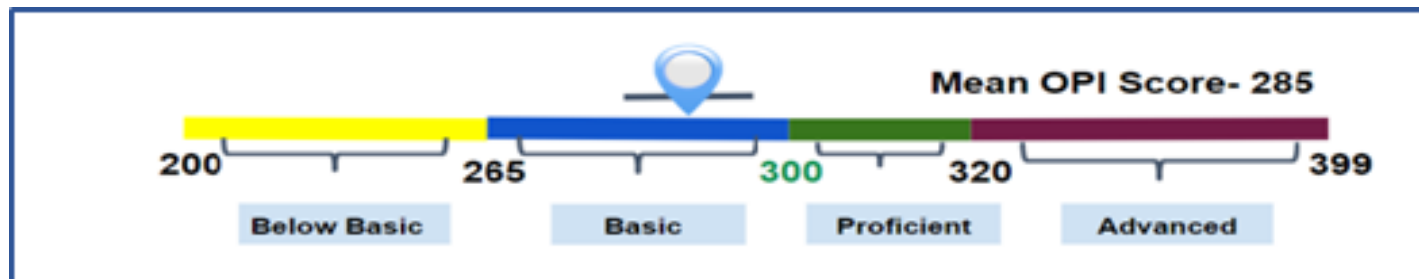 Mean OPI Score- 285
200 265 300 320 399
Below Basic Basic Proficient Advanced